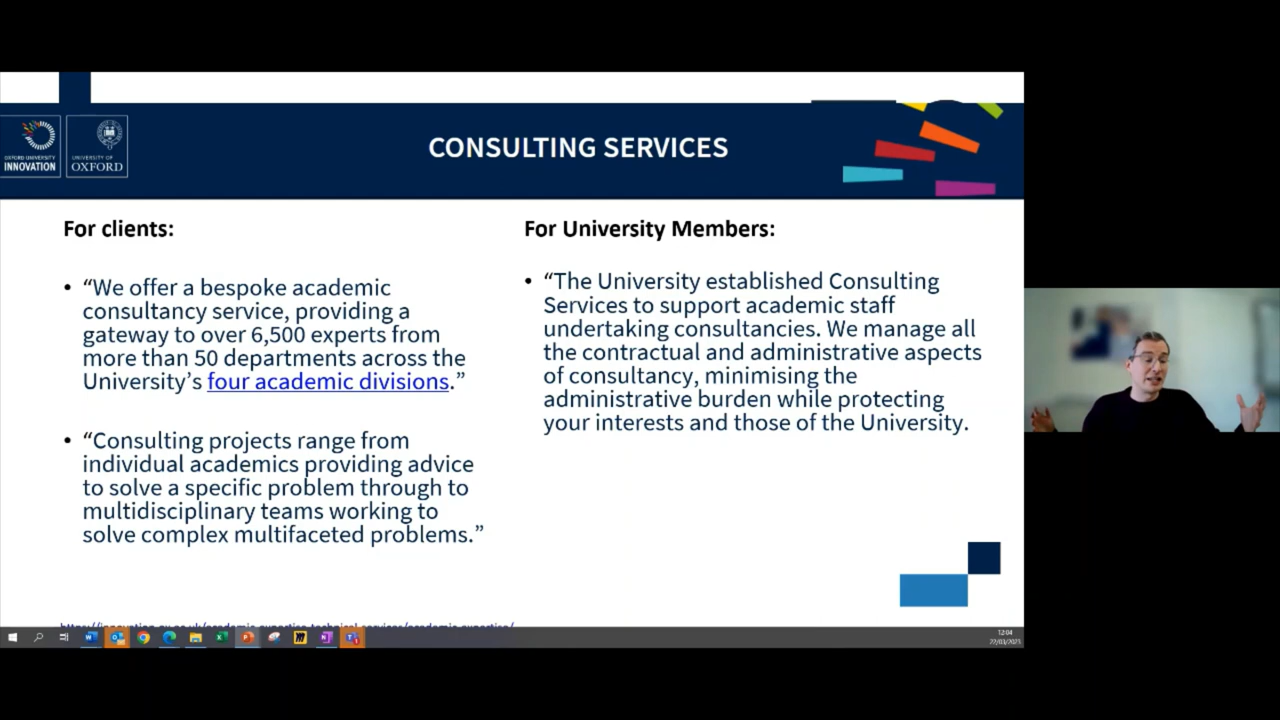 OXFORD UNIVERSITY
INNOVATION
UNIVERSITY OF
OXFORD
CONSULTING SERVICES
For clients:
• “We offer a bespoke academic
consultancy service, providing a
gateway to over 6,500 experts from
more than 50 departments across the
University’s four academic divisions.”
• “Consulting projects range from
individual academics providing advice
to solve a specific problem through to
multidisciplinary teams working to
solve complex multifaceted problems.”
For University Members:
• “The University established Consulting
Services to support academic staff
undertaking consultancies. We manage all
the contractual and administrative aspects
of consultancy, minimising the
administrative burden while protecting
your interests and those of the University.
12:04